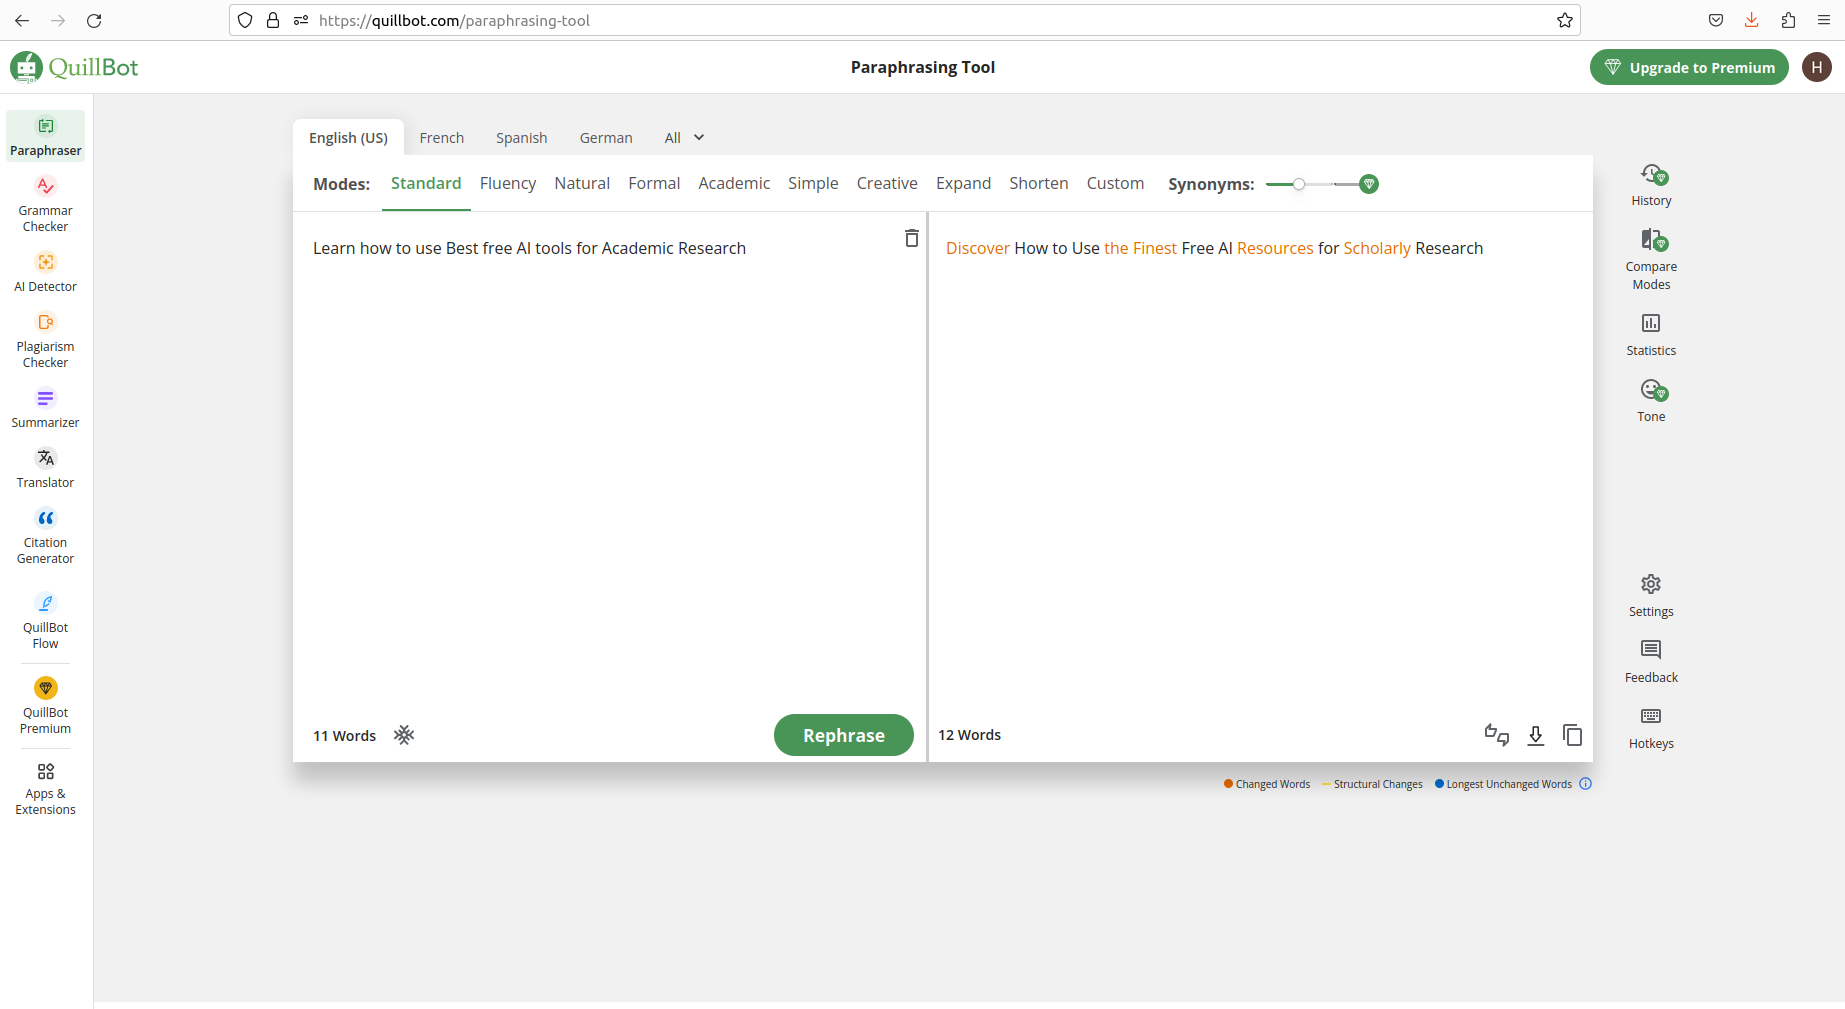 https://quillbot.com/paraphrasing-tool
QuillBot
Paraphrasing Tool
Upgrade to Premium
H
Paraphraser
Grammar
Checker
AI Detector
Plagiarism
Checker
Summarizer
Translator
Citation
Generator
QuillBot
Flow
QuillBot
Premium
Apps &
Extensions
English (US) French Spanish German All
Modes: Standard Fluency Natural Formal Academic Simple Creative Expand Shorten Custom Synonyms:
Learn how to use Best free AI tools for Academic Research
Discover How to Use the Finest Free AI Resources for Scholarly Research
11 Words
Rephrase
12 Words
Changed Words Structural Changes Longest Unchanged Words
History
Compare
Modes
Statistics
Tone
Settings
Feedback
Hotkeys